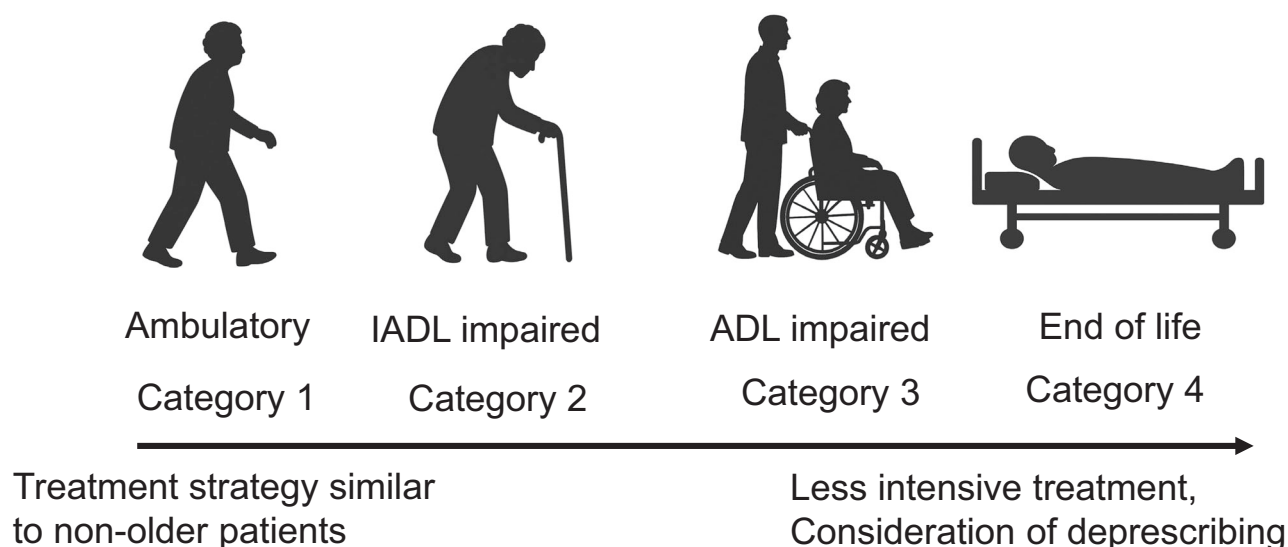 Ambulatory
IADL impaired
ADL impaired
End of life
Category 1
Category 2
Category 3
Category 4
Treatment strategy similar
to non-older patients
Less intensive treatment,
Consideration of deprescribing